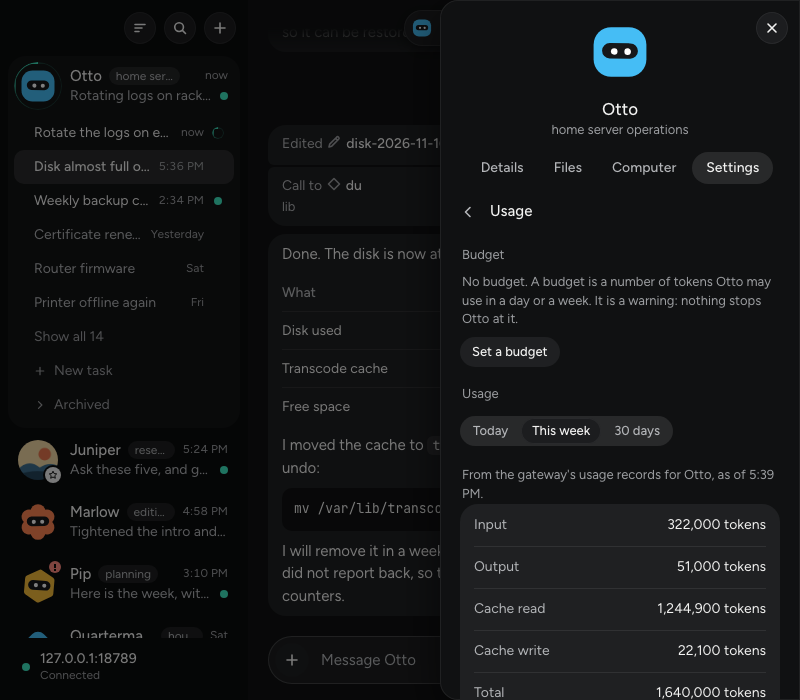 Otto
home ser...
now
Rotating logs on rack...
Rotate the logs on e...
now
Disk almost full o...
5:36 PM
Weekly backup c...
2:34 PM
Certificate rene...
Yesterday
Router firmware
Sat
Printer offline again
Fri
Show all 14
New task
Archived
Juniper
rese...
5:24 PM
Ask these five, and g...
Marlow
editi...
4:58 PM
Tightened the intro and...
Pip
planning
3:10 PM
Here is the week, wit...
Quarterma
hou...
Sat
127.0.0.1:18789
Connected
so it can be restore
Edited
disk-2026-11-1
Call to
du
lib
Done. The disk is now at
What
Disk used
Transcode cache
Free space
I moved the cache to
undo:
mv /var/lib/transco
I will remove it in a week
did not report back, so t
counters.
Message Otto
Otto
home server operations
Details
Files
Computer
Settings
Usage
Budget
No budget. A budget is a number of tokens Otto may
use in a day or a week. It is a warning: nothing stops
Otto at it.
Set a budget
Usage
Today
This week
30 days
From the gateway's usage records for Otto, as of 5:39
PM.
Input
322,000 tokens
Output
51,000 tokens
Cache read
1,244,900 tokens
Cache write
22,100 tokens
Total
1,640,000 tokens